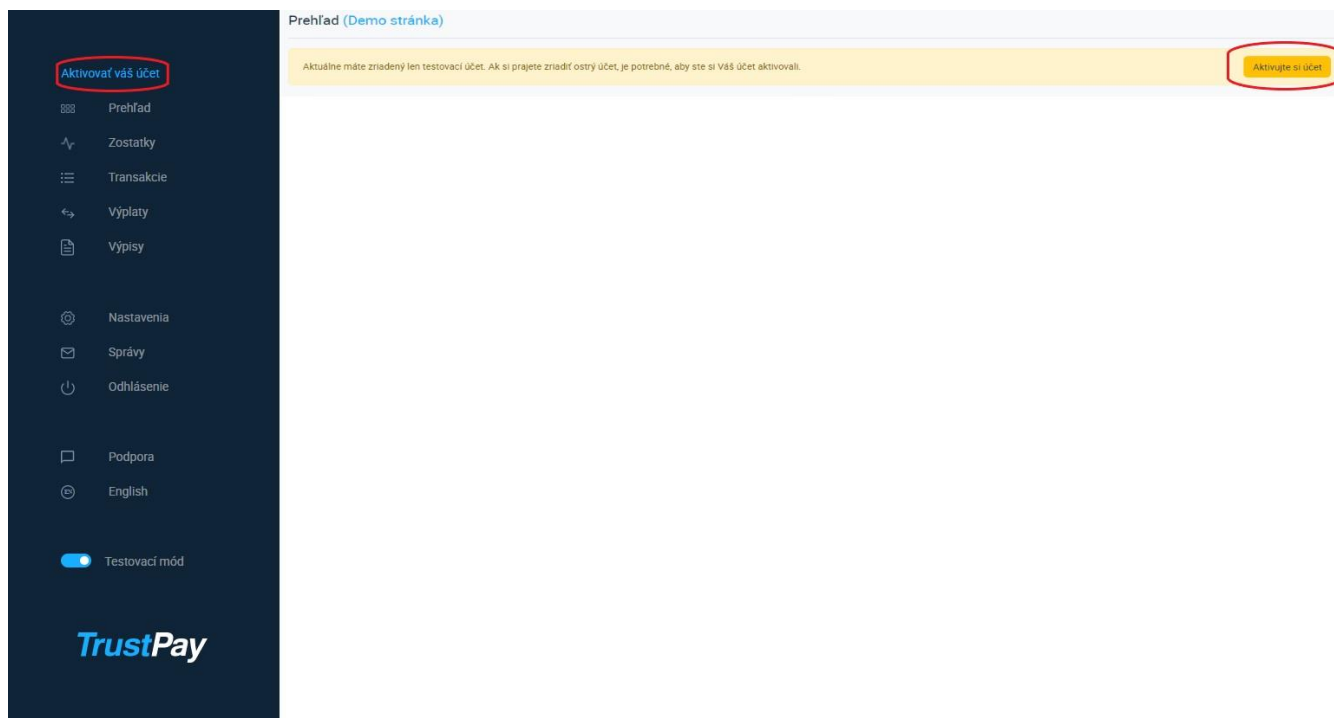 Prehľad (Demo stránka)
Aktivovať váš účet
Aktuálne máte zriadený len testovací účet. Ak si prajete zriadiť ostrý účet, je potrebné, aby ste si Váš účet aktivovali.
Aktivujte si účet
Prehľad
Zostatky
Transakcie
Výplaty
Výpisy
Nastavenia
Správy
Odhlásenie
Podpora
EN English
Testovací mód
TrustPay